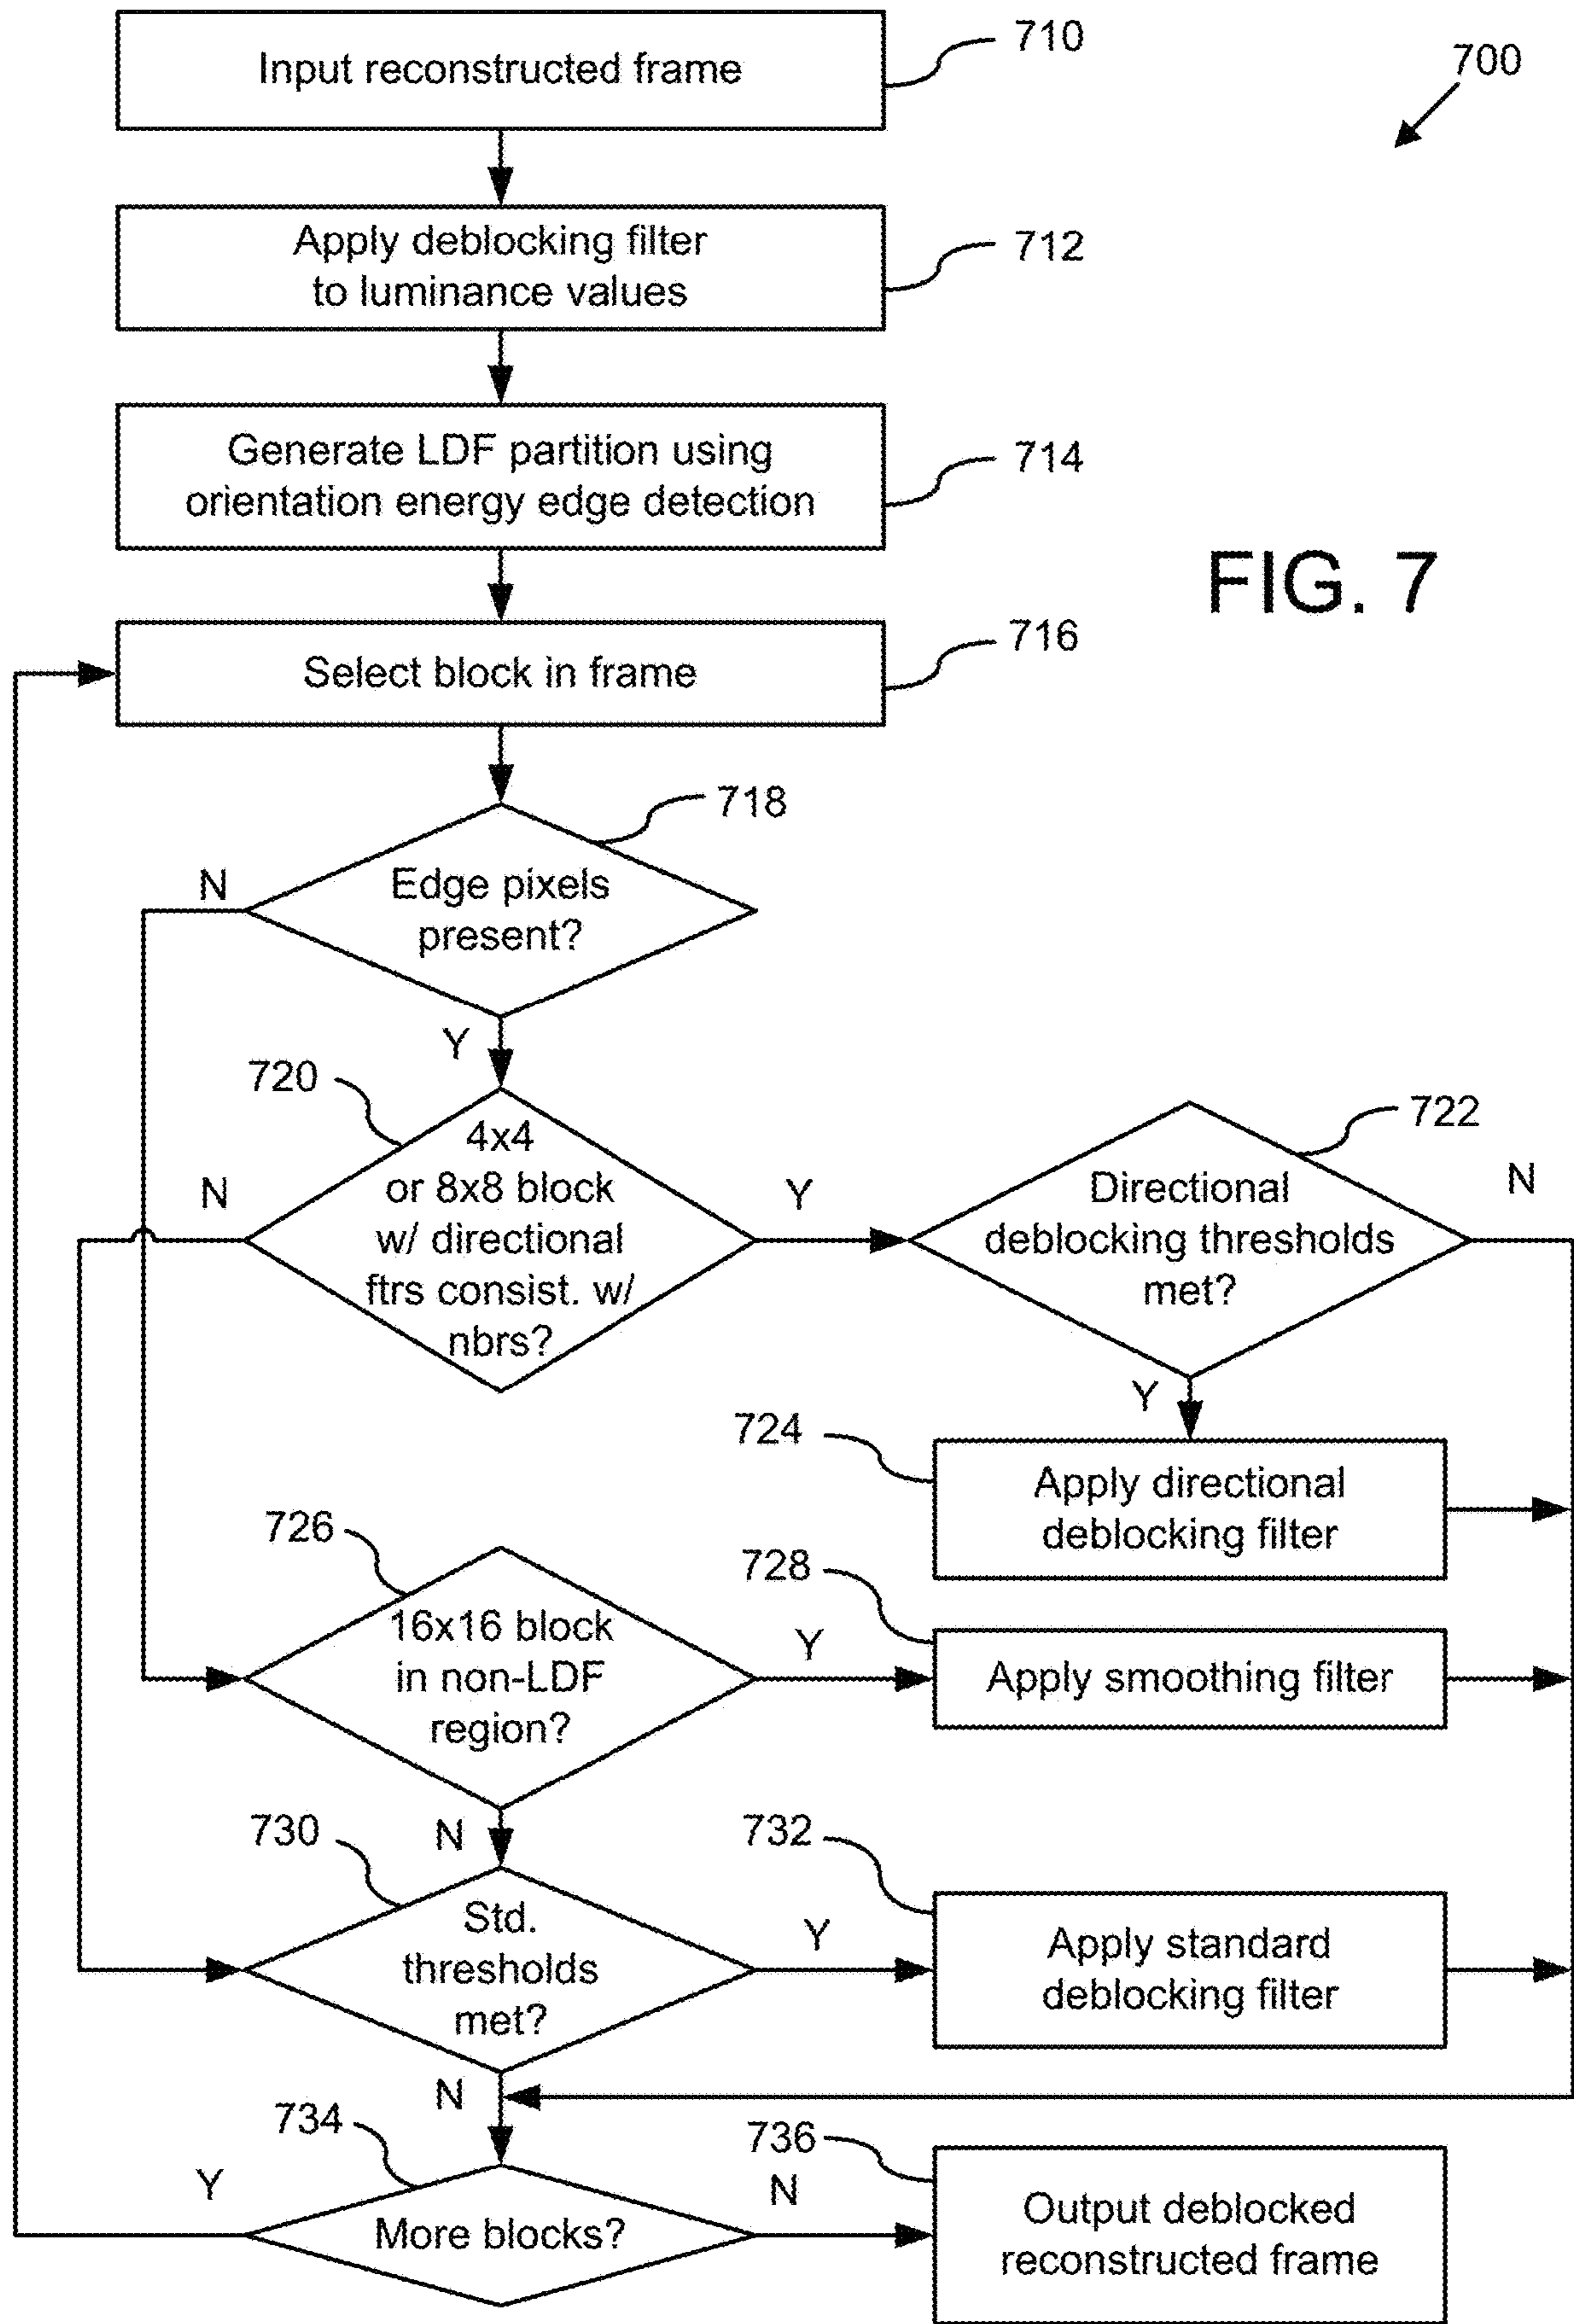 Input reconstructed frame
710
700
Apply deblocking filter
to luminance values
712
Generate LDF partition using
orientation energy edge detection
714
FIG. 7
Select block in frame
716
718
N
Edge pixels
present?
Y
720
4x4
or 8x8 block
w/ directional
ftrs consist. w/
nbrs?
N
Y
722
Directional
deblocking thresholds
met?
N
Y
724
Apply directional
deblocking filter
726
16x16 block
in non-LDF
region?
Y
728
Apply smoothing filter
N
730
Std.
thresholds
met?
Y
732
Apply standard
deblocking filter
N
734
More blocks?
Y
N
736
Output deblocked
reconstructed frame